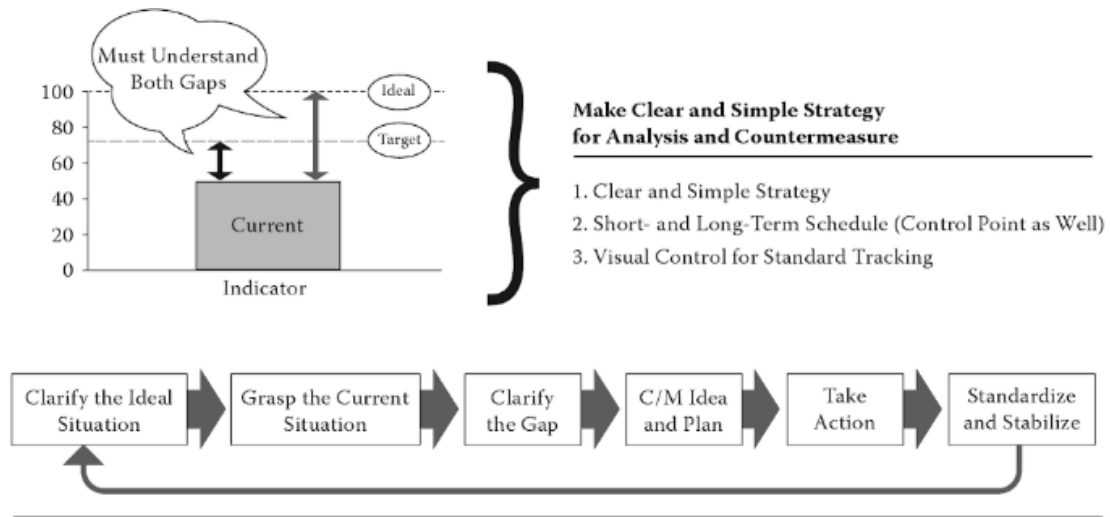 Must Understand
Both Gaps
100
80
60
40
20
0
Ideal
Target
Current
Indicator
Make Clear and Simple Strategy
for Analysis and Countermeasure
1. Clear and Simple Strategy
2. Short- and Long-Term Schedule (Control Point as Well)
3. Visual Control for Standard Tracking
Clarify the Ideal
Situation
Grasp the Current
Situation
Clarify
the Gap
C/M Idea
and Plan
Take
Action
Standardize
and Stabilize